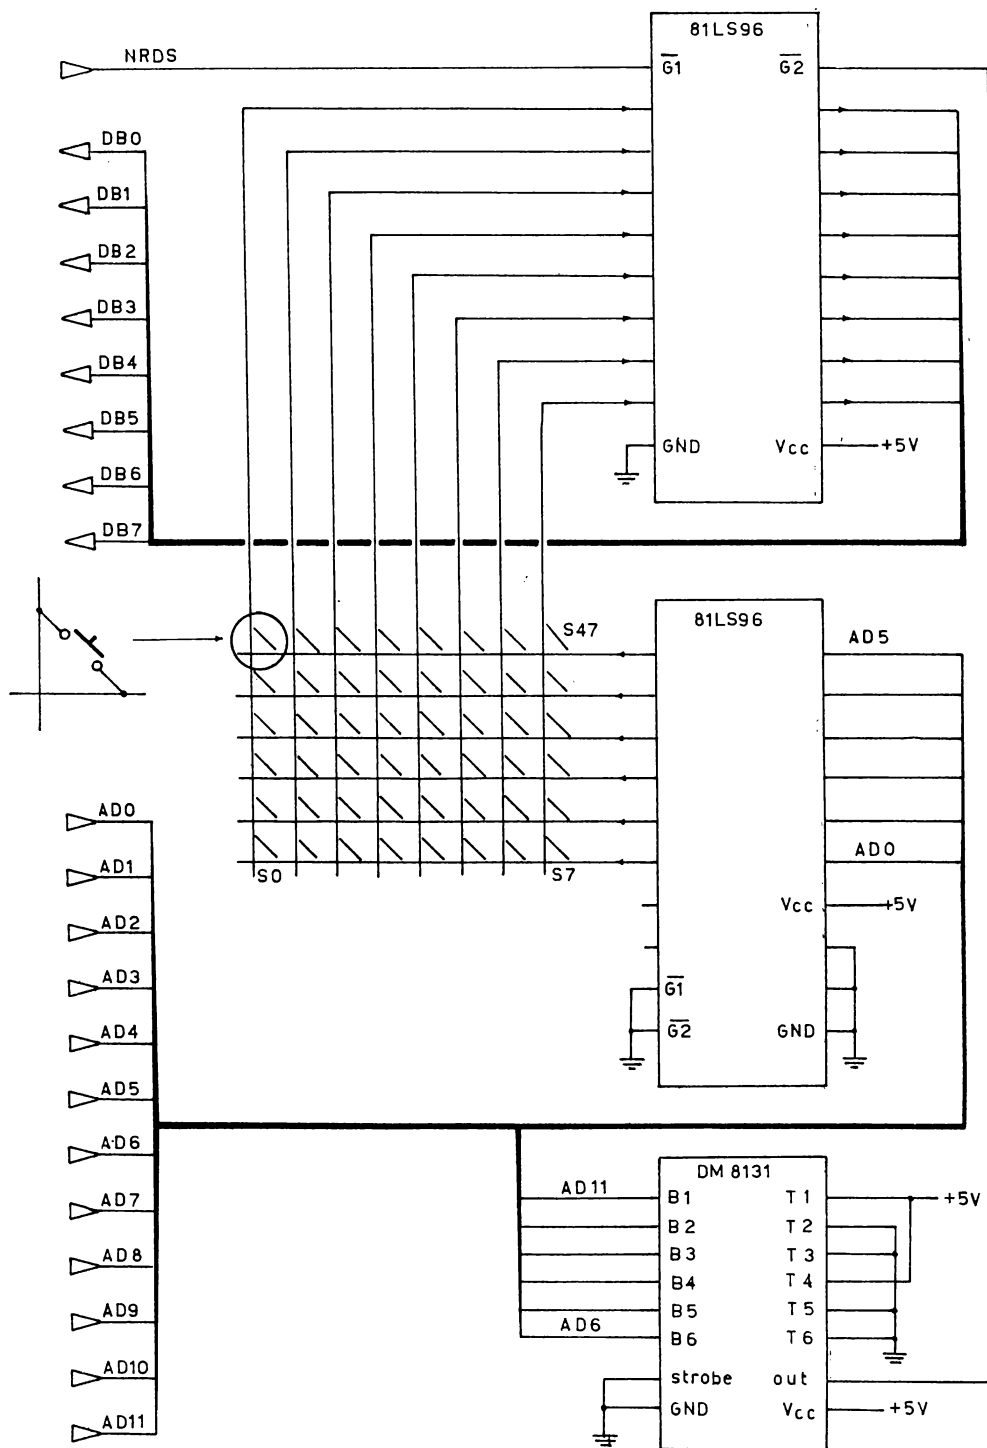 81LS96
NRDS
G1
G2
DB0
DB1
DB2
DB3
DB4
DB5
DB6
DB7
GND
Vcc
+5V
81LS96
S47
AD5
AD0
S0
S7
Vcc
+5V
G1
G2
GND
AD0
AD1
AD2
AD3
AD4
AD5
AD6
AD7
AD8
AD9
AD10
AD11
DM 8131
AD11
B1
T1
+5V
B2
T2
B3
T3
B4
T4
B5
T5
AD6
B6
T6
strobe
out
GND
Vcc
+5V